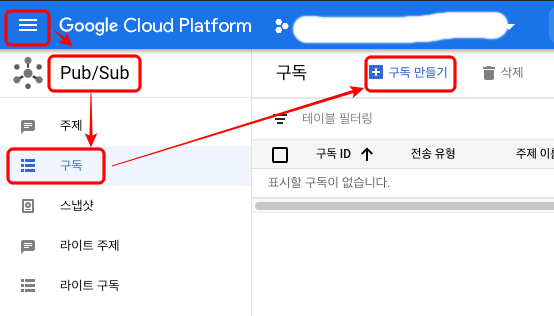 Google Cloud Platform
Pub/Sub
구독
구독 만들기
삭제
주제
테이블 필터링
구독
구독 ID
전송 유형
주제 이름
표시할 구독이 없습니다.
스냅샷
라이트 주제
라이트 구독